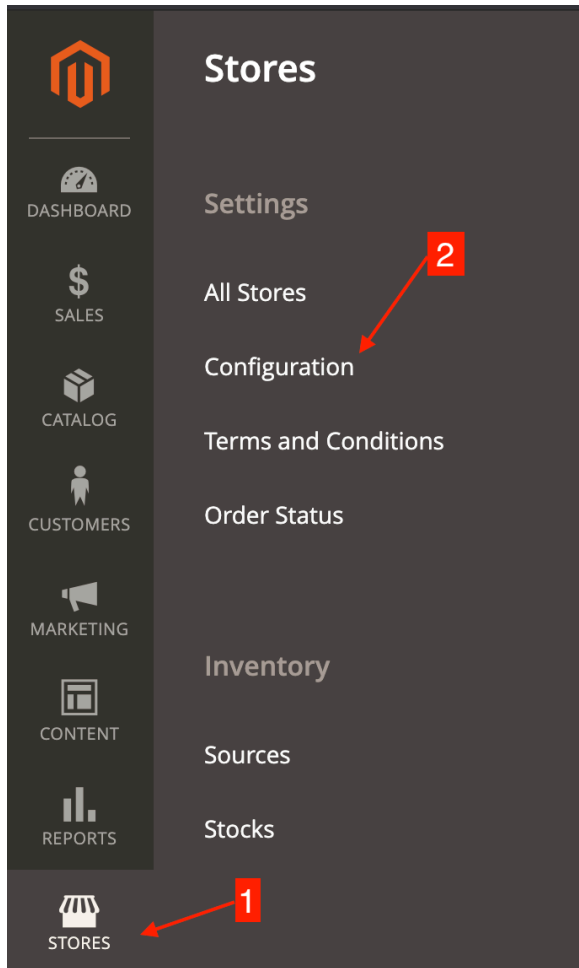 DASHBOARD
SALES
CATALOG
CUSTOMERS
MARKETING
CONTENT
REPORTS
STORES
1
Stores
Settings
2
All Stores
Configuration
Terms and Conditions
Order Status
Inventory
Sources
Stocks